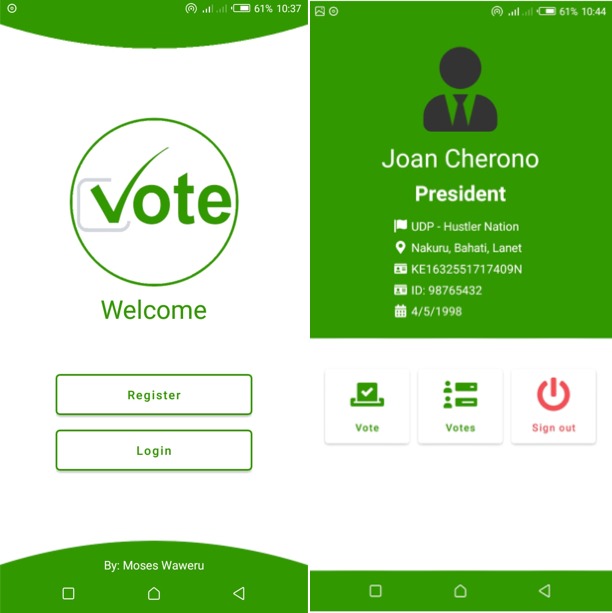 61% 10:37
vote
Welcome
Register
Login
By: Moses Waweru
61% 10:44
Joan Cherono
President
UDP - Hustler Nation
Nakuru, Bahati, Lanet
KE1632551717409N
ID: 98765432
4/5/1998
Vote
Votes
Sign out